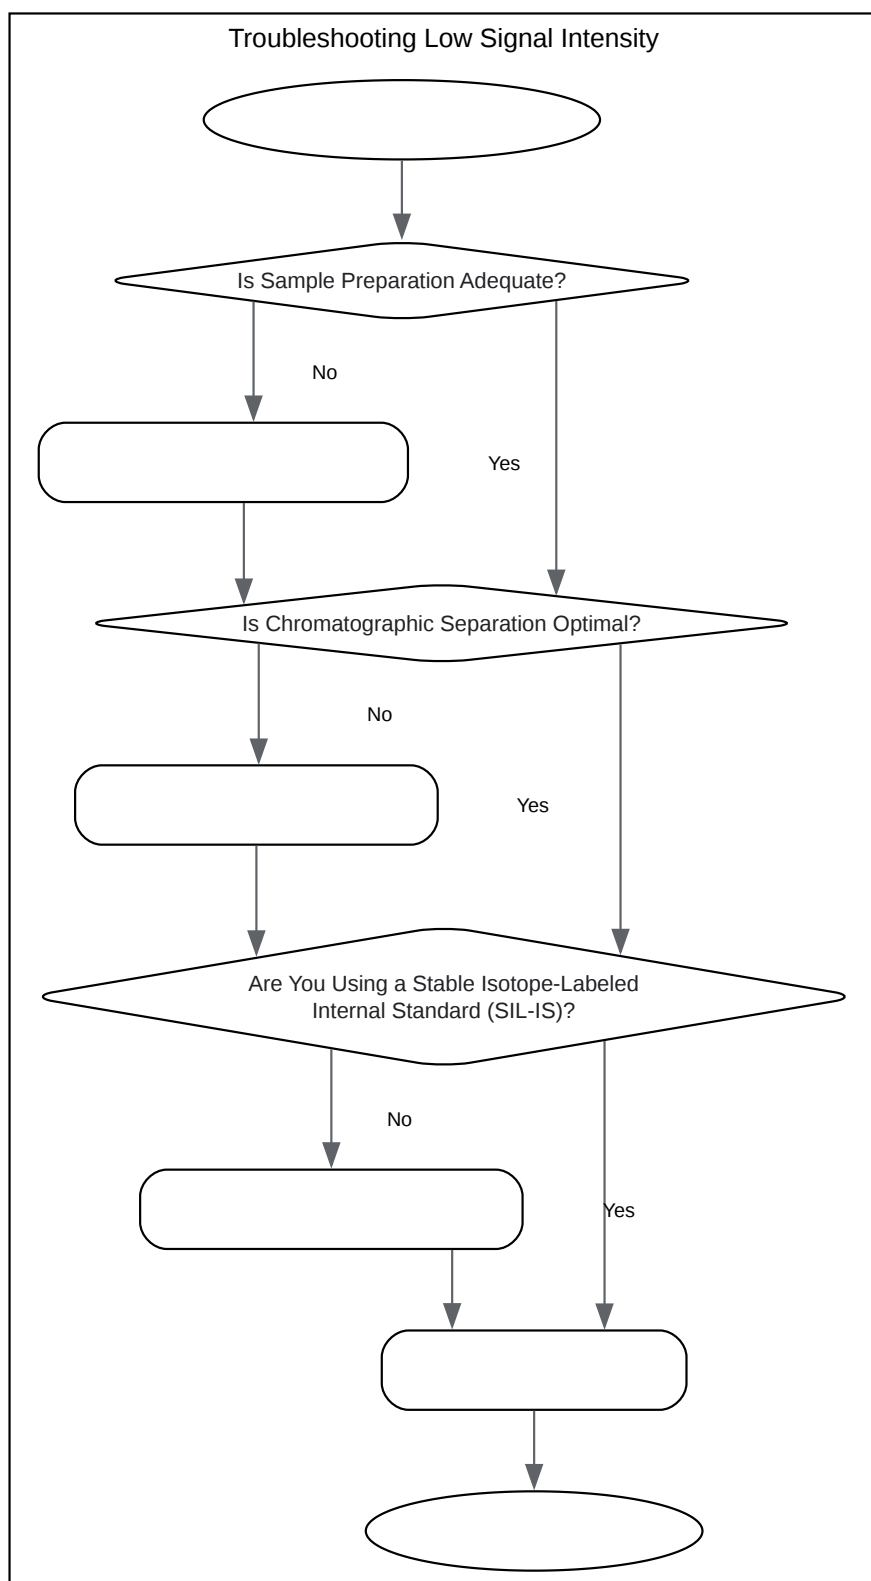 Troubleshooting Low Signal Intensity
Is Sample Preparation Adequate?
No
Yes
Is Chromatographic Separation Optimal?
No
Yes
Are You Using a Stable Isotope-Labeled
Internal Standard (SIL-IS)?
No
Yes